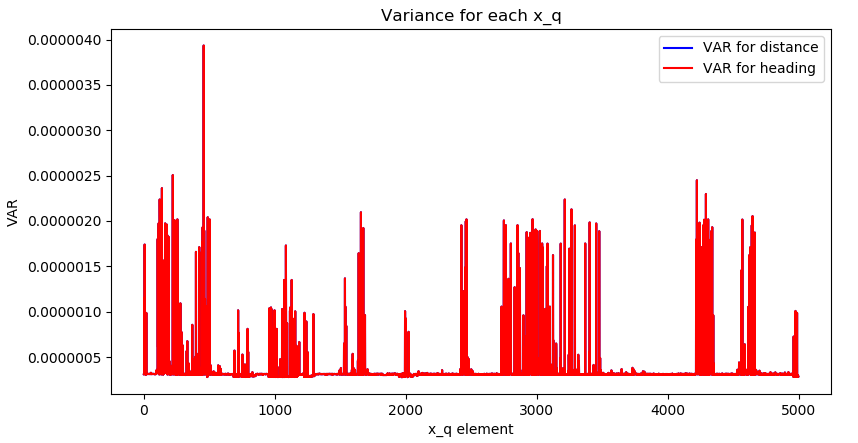 Variance for each x_q
VAR for distance
VAR for heading
0.0000040
0.0000035
0.0000030
0.0000025
0.0000020
0.0000015
0.0000010
0.0000005
VAR
0
1000
2000
3000
4000
5000
x_q element